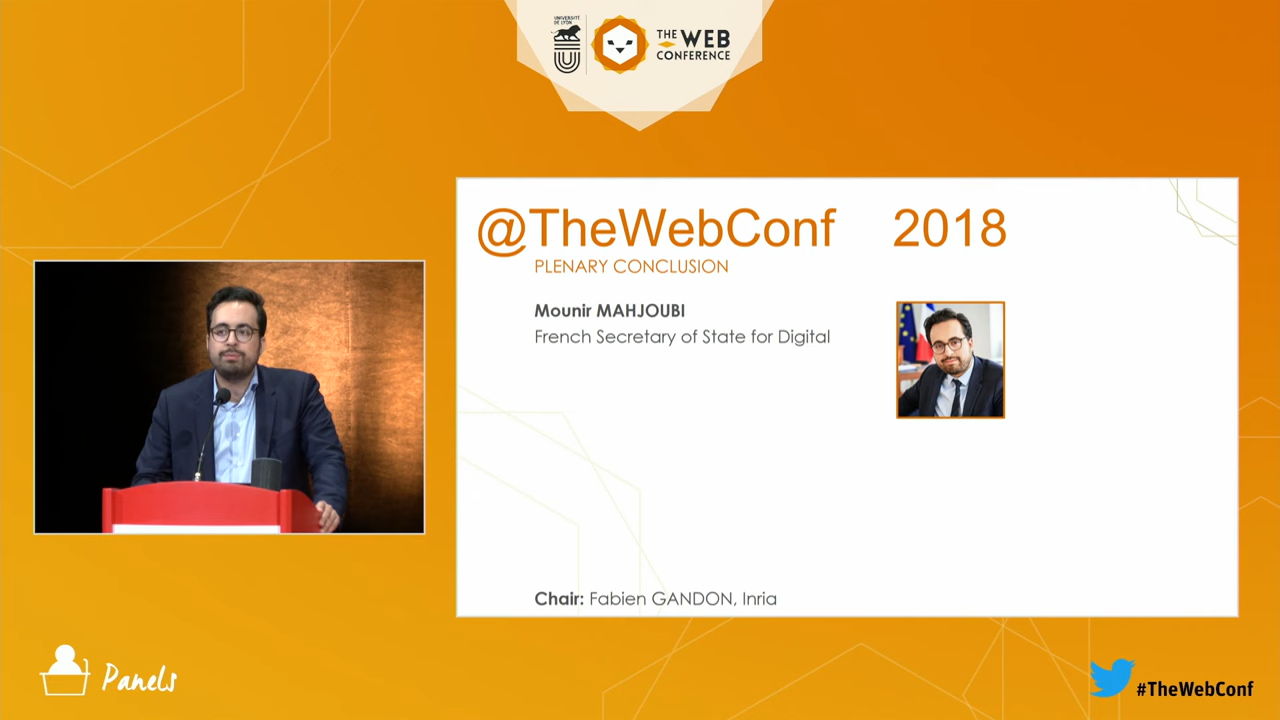 UNIVERSITÉ
DE LYON
THE WEB
CONFERENCE
@TheWebConf 2018
PLENARY CONCLUSION
Mounir MAHJOUBI
French Secretary of State for Digital
Chair: Fabien GANDON, Inria
Panels
#TheWebConf